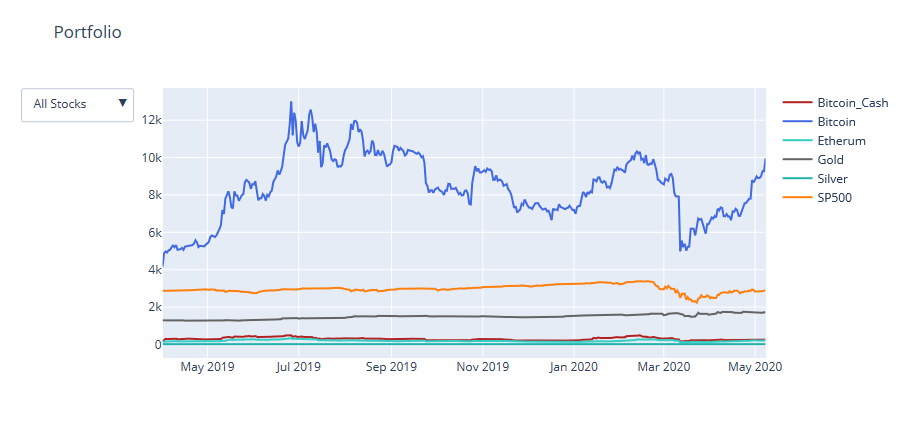 Portfolio
All Stocks ▼
12k
10k
8k
6k
4k
2k
0
May 2019
Jul 2019
Sep 2019
Nov 2019
Jan 2020
Mar 2020
May 2020
Bitcoin_Cash
Bitcoin
Etherum
Gold
Silver
SP500